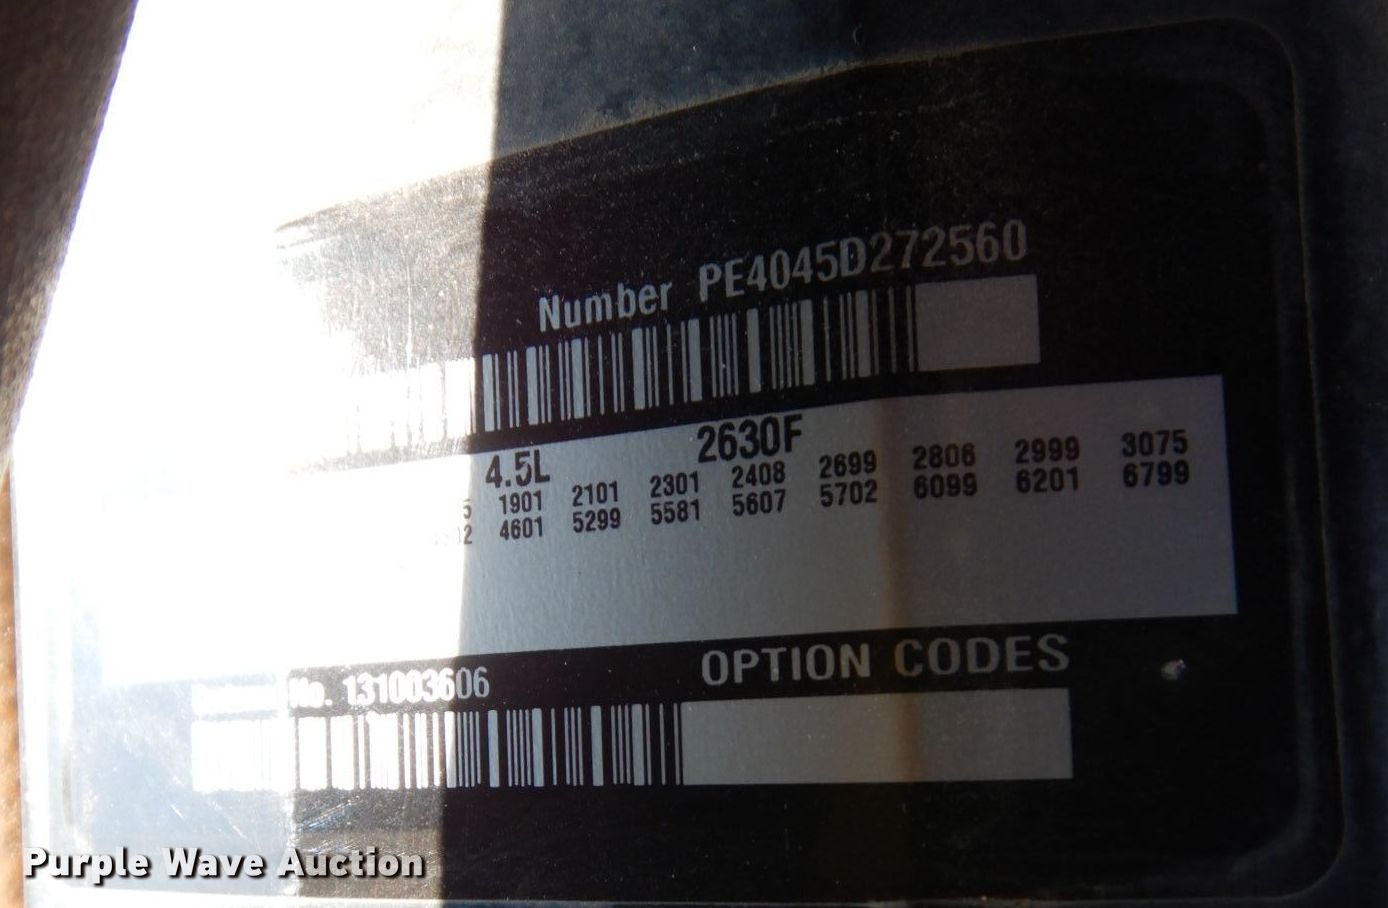 Number PE4045D272560
4.5L 2630F
1901 2101 2301 2408 2699 2806 2999 3075
4601 5299 5581 5607 5702 6099 6201 6799
No. 131003606 OPTION CODES
Purple Wave Auction